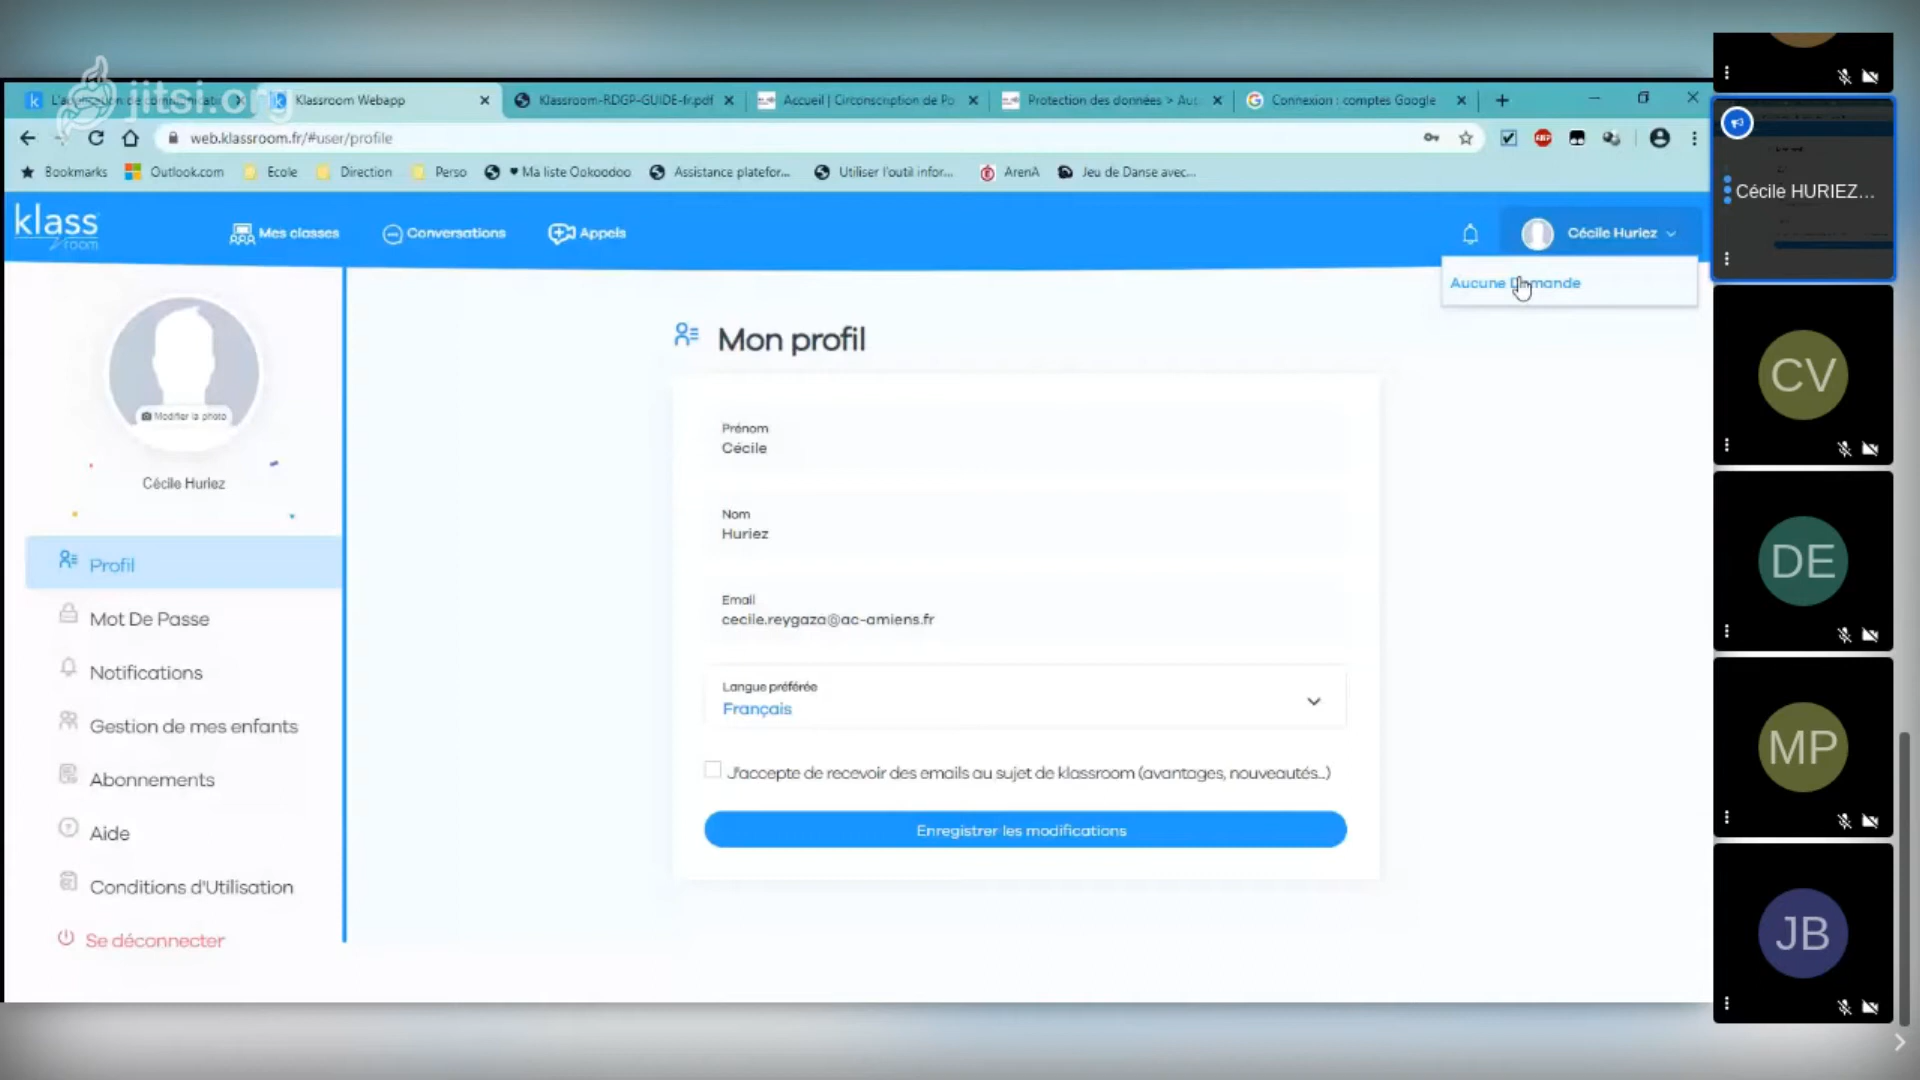 jitsi.org
Klassroom Webapp
Klassroom-RDGP-GUIDE-fr.pdf
Accueil | Circonscription de Po
Protection des données > Aut
Connexion : comptes Google
web.klassroom.fr/#user/profile
Bookmarks
Outlook.com
Ecole
Direction
Perso
♥ Ma liste Ookoodoo
Assistance platefor...
Utiliser l'outil infor...
ArenA
Jeu de Danse avec...
klass
room
Mes classes
Conversations
Appels
Cécile Huriez
Aucune Demande
Modifier la photo
Cécile Huriez
Profil
Mot De Passe
Notifications
Gestion de mes enfants
Abonnements
Aide
Conditions d'Utilisation
Se déconnecter
Mon profil
Prénom
Cécile
Nom
Huriez
Email
cecile.reygaza@ac-amiens.fr
Langue préférée
Français
J'accepte de recevoir des emails au sujet de klassroom (avantages, nouveautés...)
Enregistrer les modifications
Cécile HURIEZ...
CV
DE
MP
JB